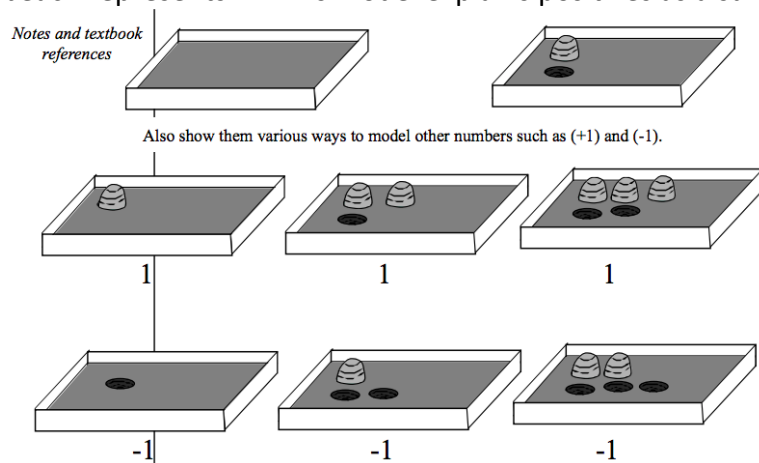 Notes and textbook
references
Also show them various ways to model other numbers such as (+1) and (-1).
1 1 1
-1 -1 -1